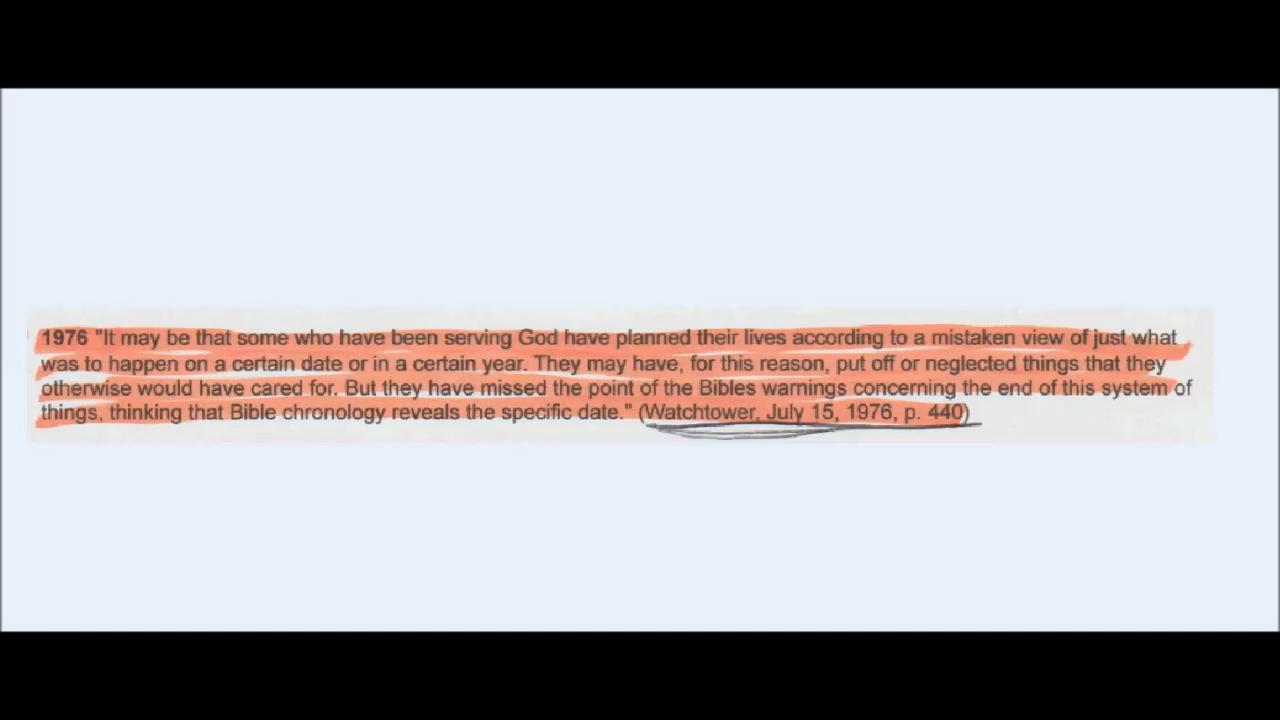 1976 "It may be that some who have been serving God have planned their lives according to a mistaken view of just what
was to happen on a certain date or in a certain year. They may have, for this reason, put off or neglected things that they
otherwise would have cared for. But they have missed the point of the Bibles warnings concerning the end of this system of
things, thinking that Bible chronology reveals the specific date." (Watchtower, July 15, 1976, p. 440)